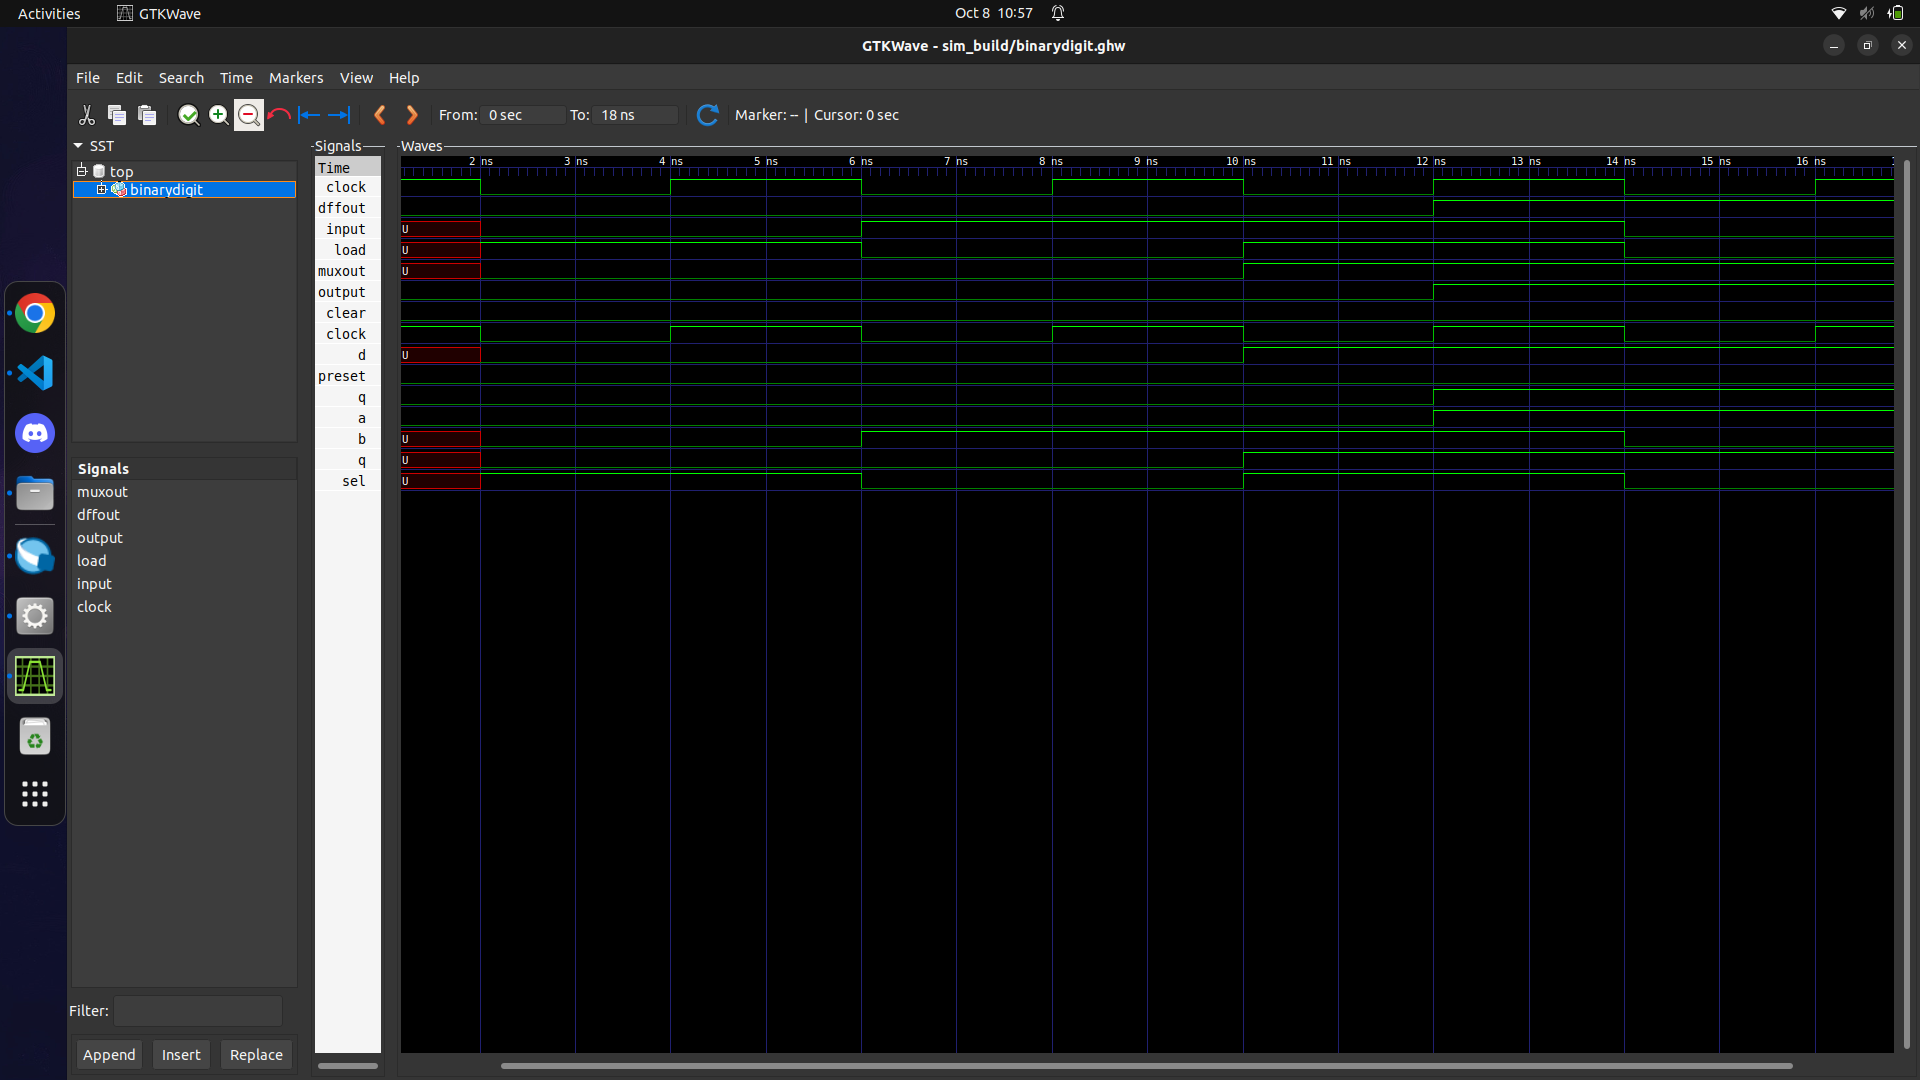 Activities GTKWave Oct 8 10:57
GTKWave - sim_build/binarydigit.ghw
File Edit Search Time Markers View Help
From: 0 sec To: 18 ns Marker: -- | Cursor: 0 sec
SST
top
binarydigit
Signals
muxout
dffout
output
load
input
clock
Filter:
Append Insert Replace
Signals
Time
clock
dffout
input
load
muxout
output
clear
clock
d
preset
q
a
b
q
sel
Waves
2 ns 3 ns 4 ns 5 ns 6 ns 7 ns 8 ns 9 ns 10 ns 11 ns 12 ns 13 ns 14 ns 15 ns 16 ns 1
U
U
U
U
U
U
U